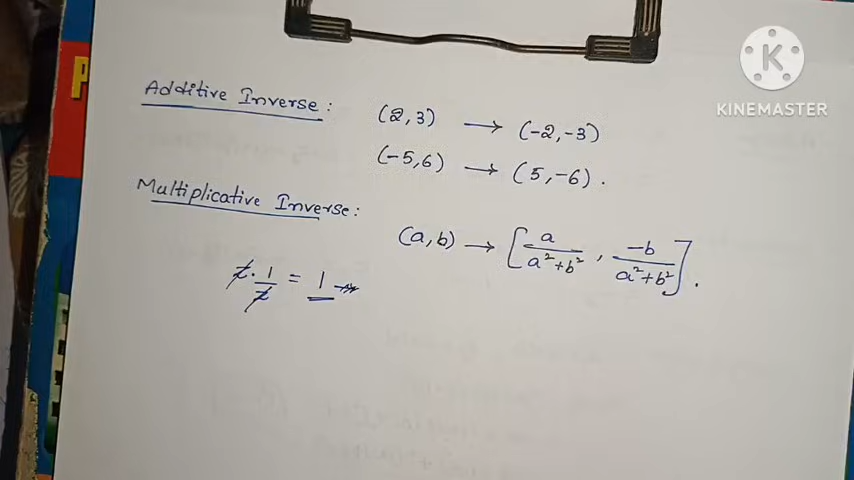 Additive Inverse : (2,3) → (-2,-3)
(-5,6) → (5,-6).
Multiplicative Inverse :
(a,b) → [a/(a²+b²), -b/(a²+b²)].
z · 1/z = 1
K
KINEMASTER
P